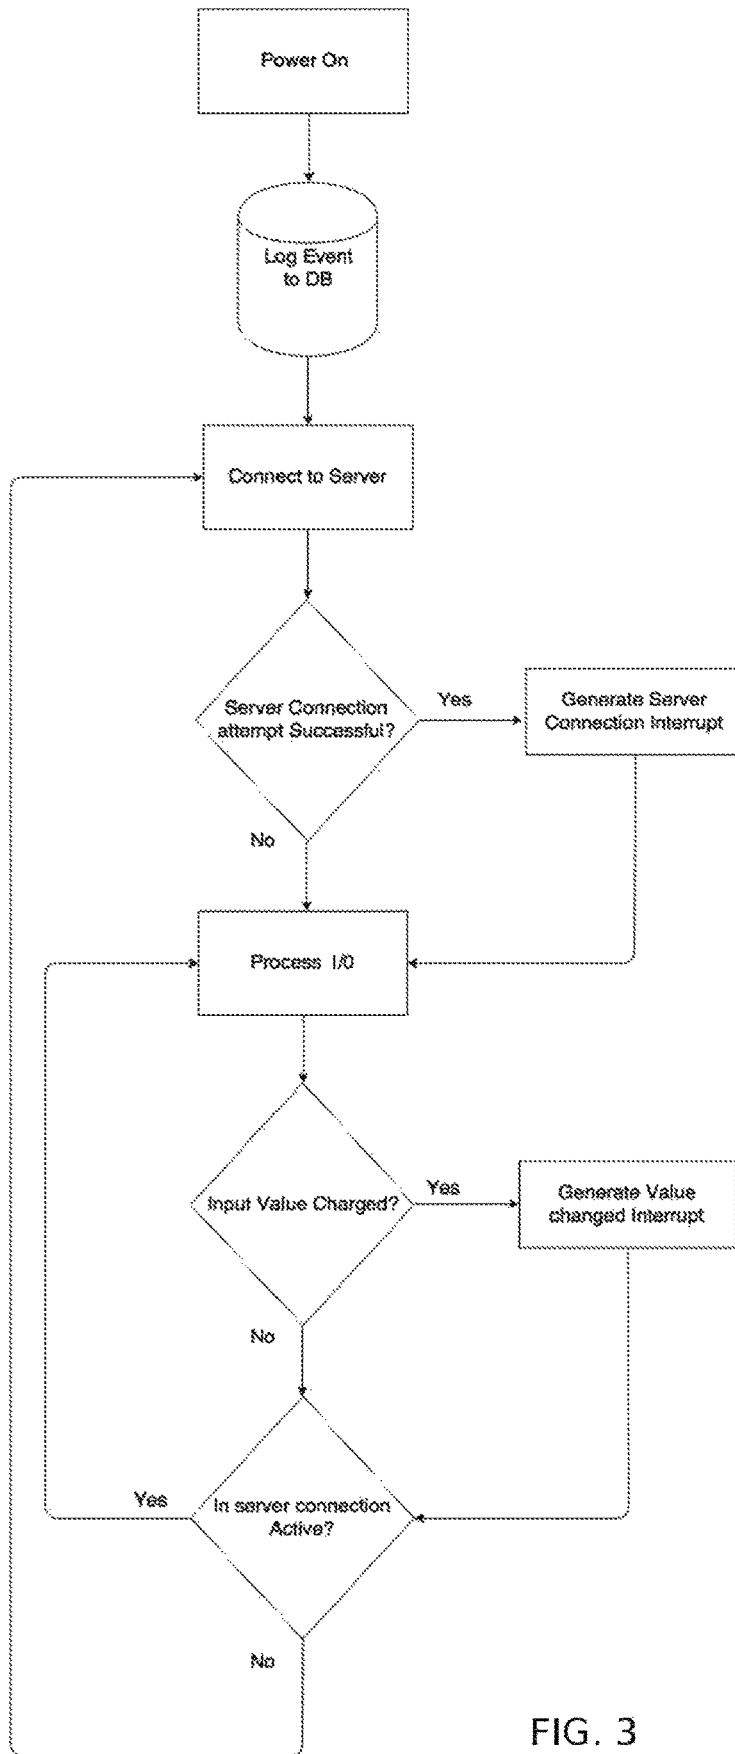 Power On
Log Event
to DB
Connect to Server
Server Connection
attempt Successful?
Yes
Generate Server
Connection Interrupt
No
Process I/0
Input Value Charged?
Yes
Generate Value
changed Interrupt
No
Yes
In server connection
Active?
No
FIG. 3